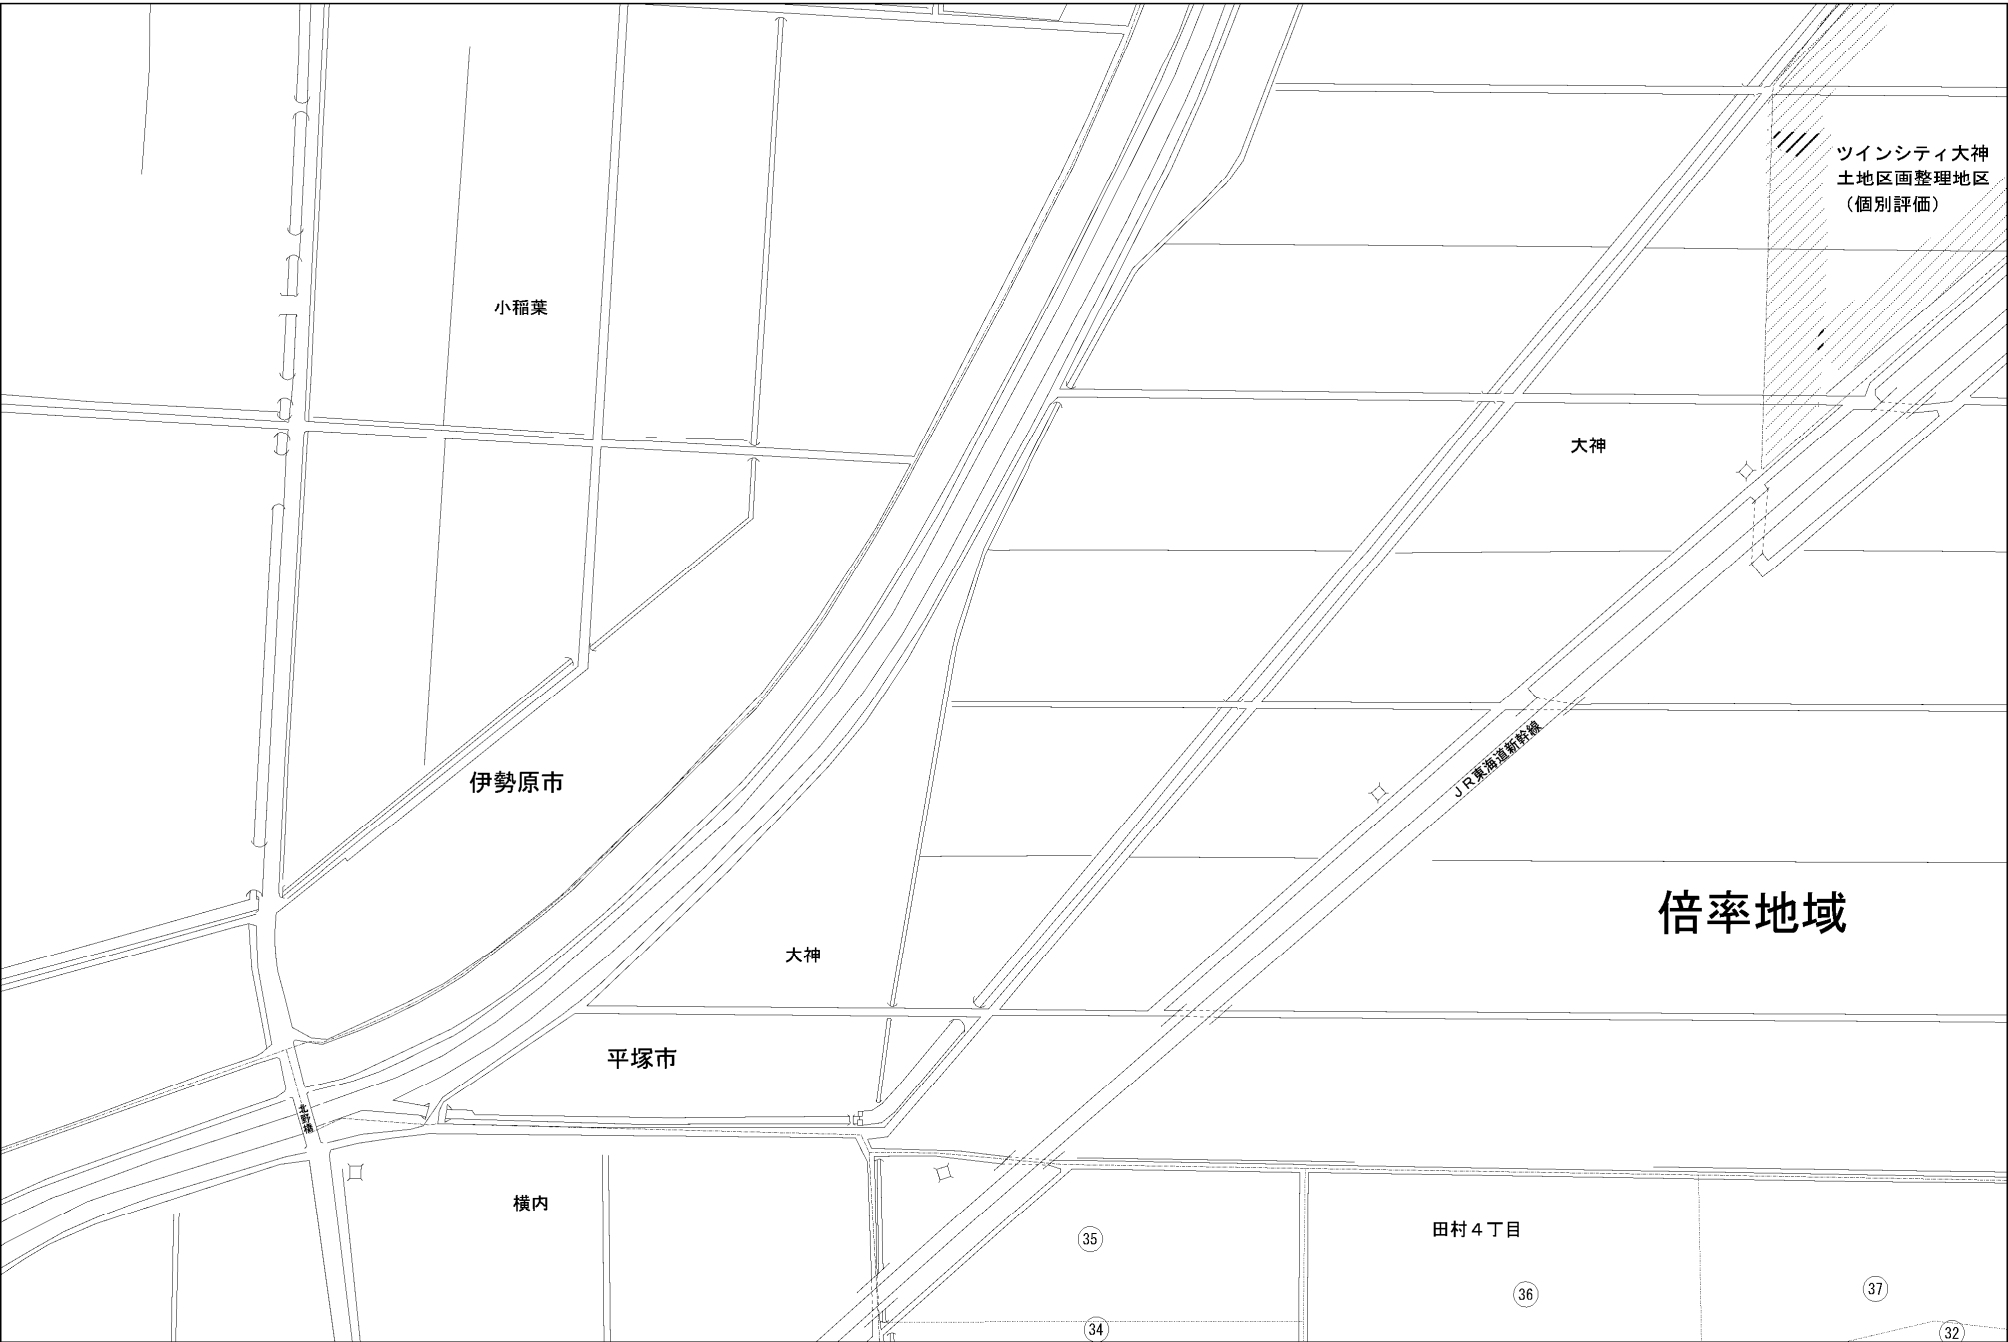 ツインシティ大神
土地区画整理地区
（個別評価）
小稲葉
大神
JR東海道新幹線
伊勢原市
倍率地域
大神
平塚市
北野橋
横内
田村４丁目
35
36
37
34
32